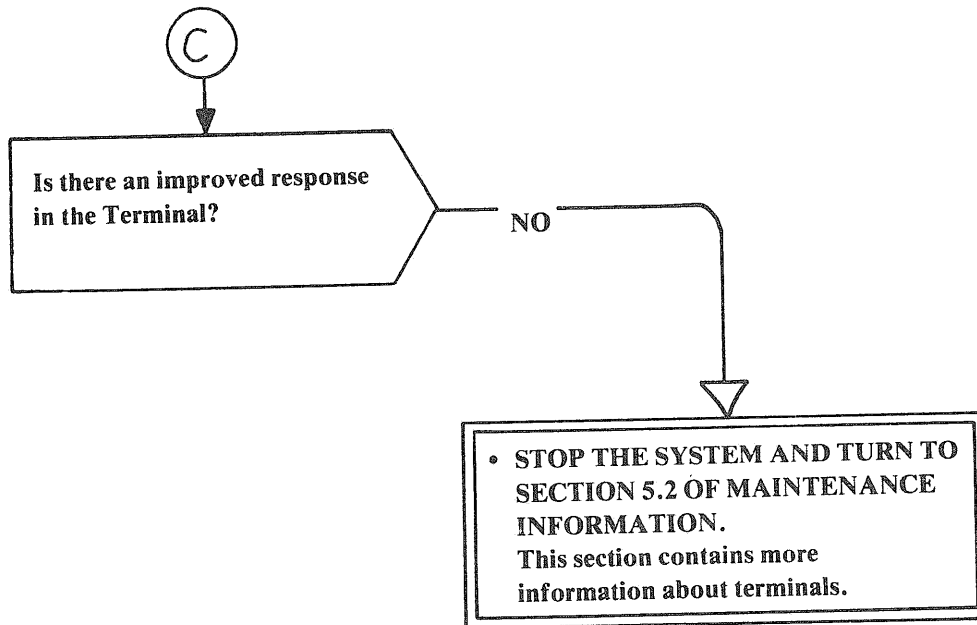 C
Is there an improved response
in the Terminal?
NO
• STOP THE SYSTEM AND TURN TO
SECTION 5.2 OF MAINTENANCE
INFORMATION.
This section contains more
information about terminals.